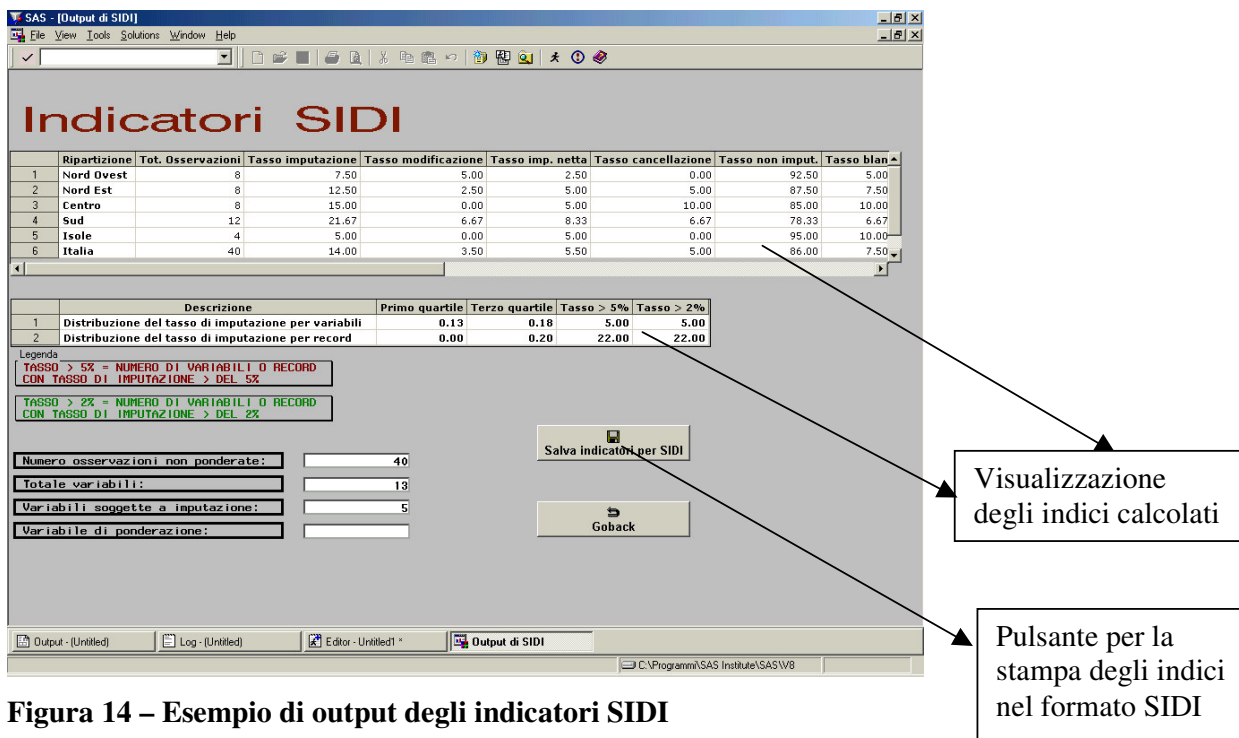 SAS - [Output di SIDI]
File View Tools Solutions Window Help
Indicatori SIDI
Ripartizione Tot. Osservazioni Tasso imputazione Tasso modificazione Tasso imp. netta Tasso cancellazione Tasso non imput. Tasso blan
1 Nord Ovest 8 7.50 5.00 2.50 0.00 92.50 5.00
2 Nord Est 8 12.50 2.50 5.00 5.00 87.50 7.50
3 Centro 8 15.00 0.00 5.00 10.00 85.00 10.00
4 Sud 12 21.67 6.67 8.33 6.67 78.33 6.67
5 Isole 4 5.00 0.00 5.00 0.00 95.00 10.00
6 Italia 40 14.00 3.50 5.50 5.00 86.00 7.50
Descrizione Primo quartile Terzo quartile Tasso > 5% Tasso > 2%
1 Distribuzione del tasso di imputazione per variabili 0.13 0.18 5.00 5.00
2 Distribuzione del tasso di imputazione per record 0.00 0.20 22.00 22.00
Legenda
TASSO > 5% = NUMERO DI VARIABILI O RECORD
CON TASSO DI IMPUTAZIONE > DEL 5%
TASSO > 2% = NUMERO DI VARIABILI O RECORD
CON TASSO DI IMPUTAZIONE > DEL 2%
Salva indicatori per SIDI
Numero osservazioni non ponderate: 40
Totale variabili: 13
Variabili soggette a imputazione: 5
Goback
Variabile di ponderazione:
Visualizzazione
degli indici calcolati
Output - (Untitled) Log - (Untitled) Editor - Untitled1 * Output di SIDI
C:\Programmi\SAS Institute\SAS\V8
Pulsante per la
stampa degli indici
nel formato SIDI
Figura 14 – Esempio di output degli indicatori SIDI